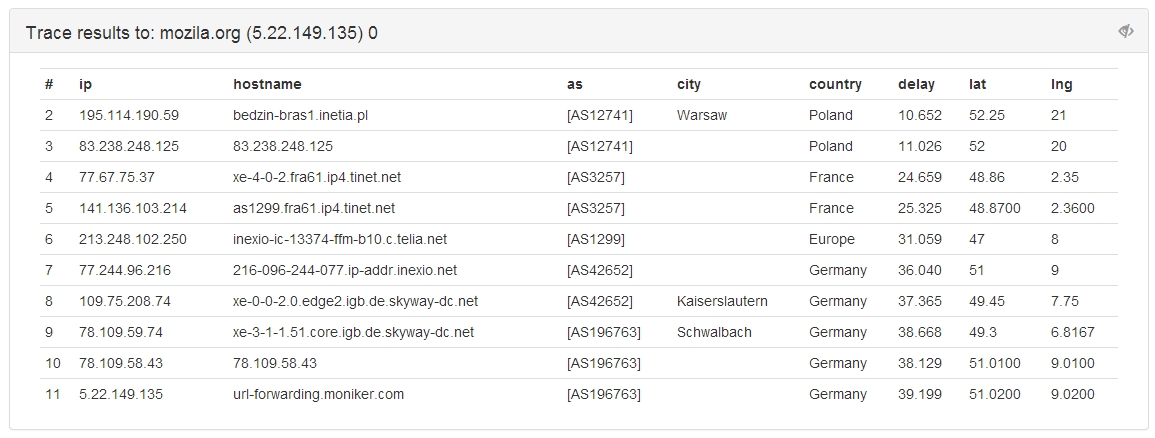 Trace results to: mozila.org (5.22.149.135) 0
# ip hostname as city country delay lat lng
2 195.114.190.59 bedzin-bras1.inetia.pl [AS12741] Warsaw Poland 10.652 52.25 21
3 83.238.248.125 83.238.248.125 [AS12741] Poland 11.026 52 20
4 77.67.75.37 xe-4-0-2.fra61.ip4.tinet.net [AS3257] France 24.659 48.86 2.35
5 141.136.103.214 as1299.fra61.ip4.tinet.net [AS3257] France 25.325 48.8700 2.3600
6 213.248.102.250 inexio-ic-13374-ffm-b10.c.telia.net [AS1299] Europe 31.059 47 8
7 77.244.96.216 216-096-244-077.ip-addr.inexio.net [AS42652] Germany 36.040 51 9
8 109.75.208.74 xe-0-0-2.0.edge2.igb.de.skyway-dc.net [AS42652] Kaiserslautern Germany 37.365 49.45 7.75
9 78.109.59.74 xe-3-1-1.51.core.igb.de.skyway-dc.net [AS196763] Schwalbach Germany 38.668 49.3 6.8167
10 78.109.58.43 78.109.58.43 [AS196763] Germany 38.129 51.0100 9.0100
11 5.22.149.135 url-forwarding.moniker.com [AS196763] Germany 39.199 51.0200 9.0200